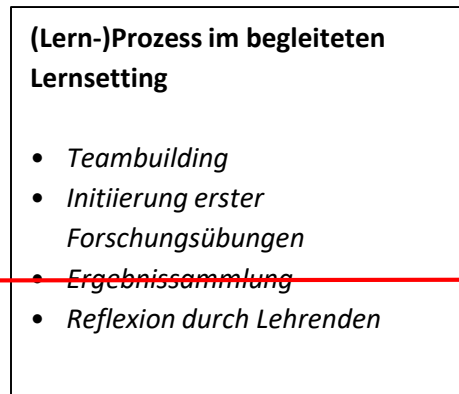 (Lern-)Prozess im begleiteten
Lernsetting
• Teambuilding
• Initiierung erster
Forschungsübungen
• Ergebnissammlung
• Reflexion durch Lehrenden